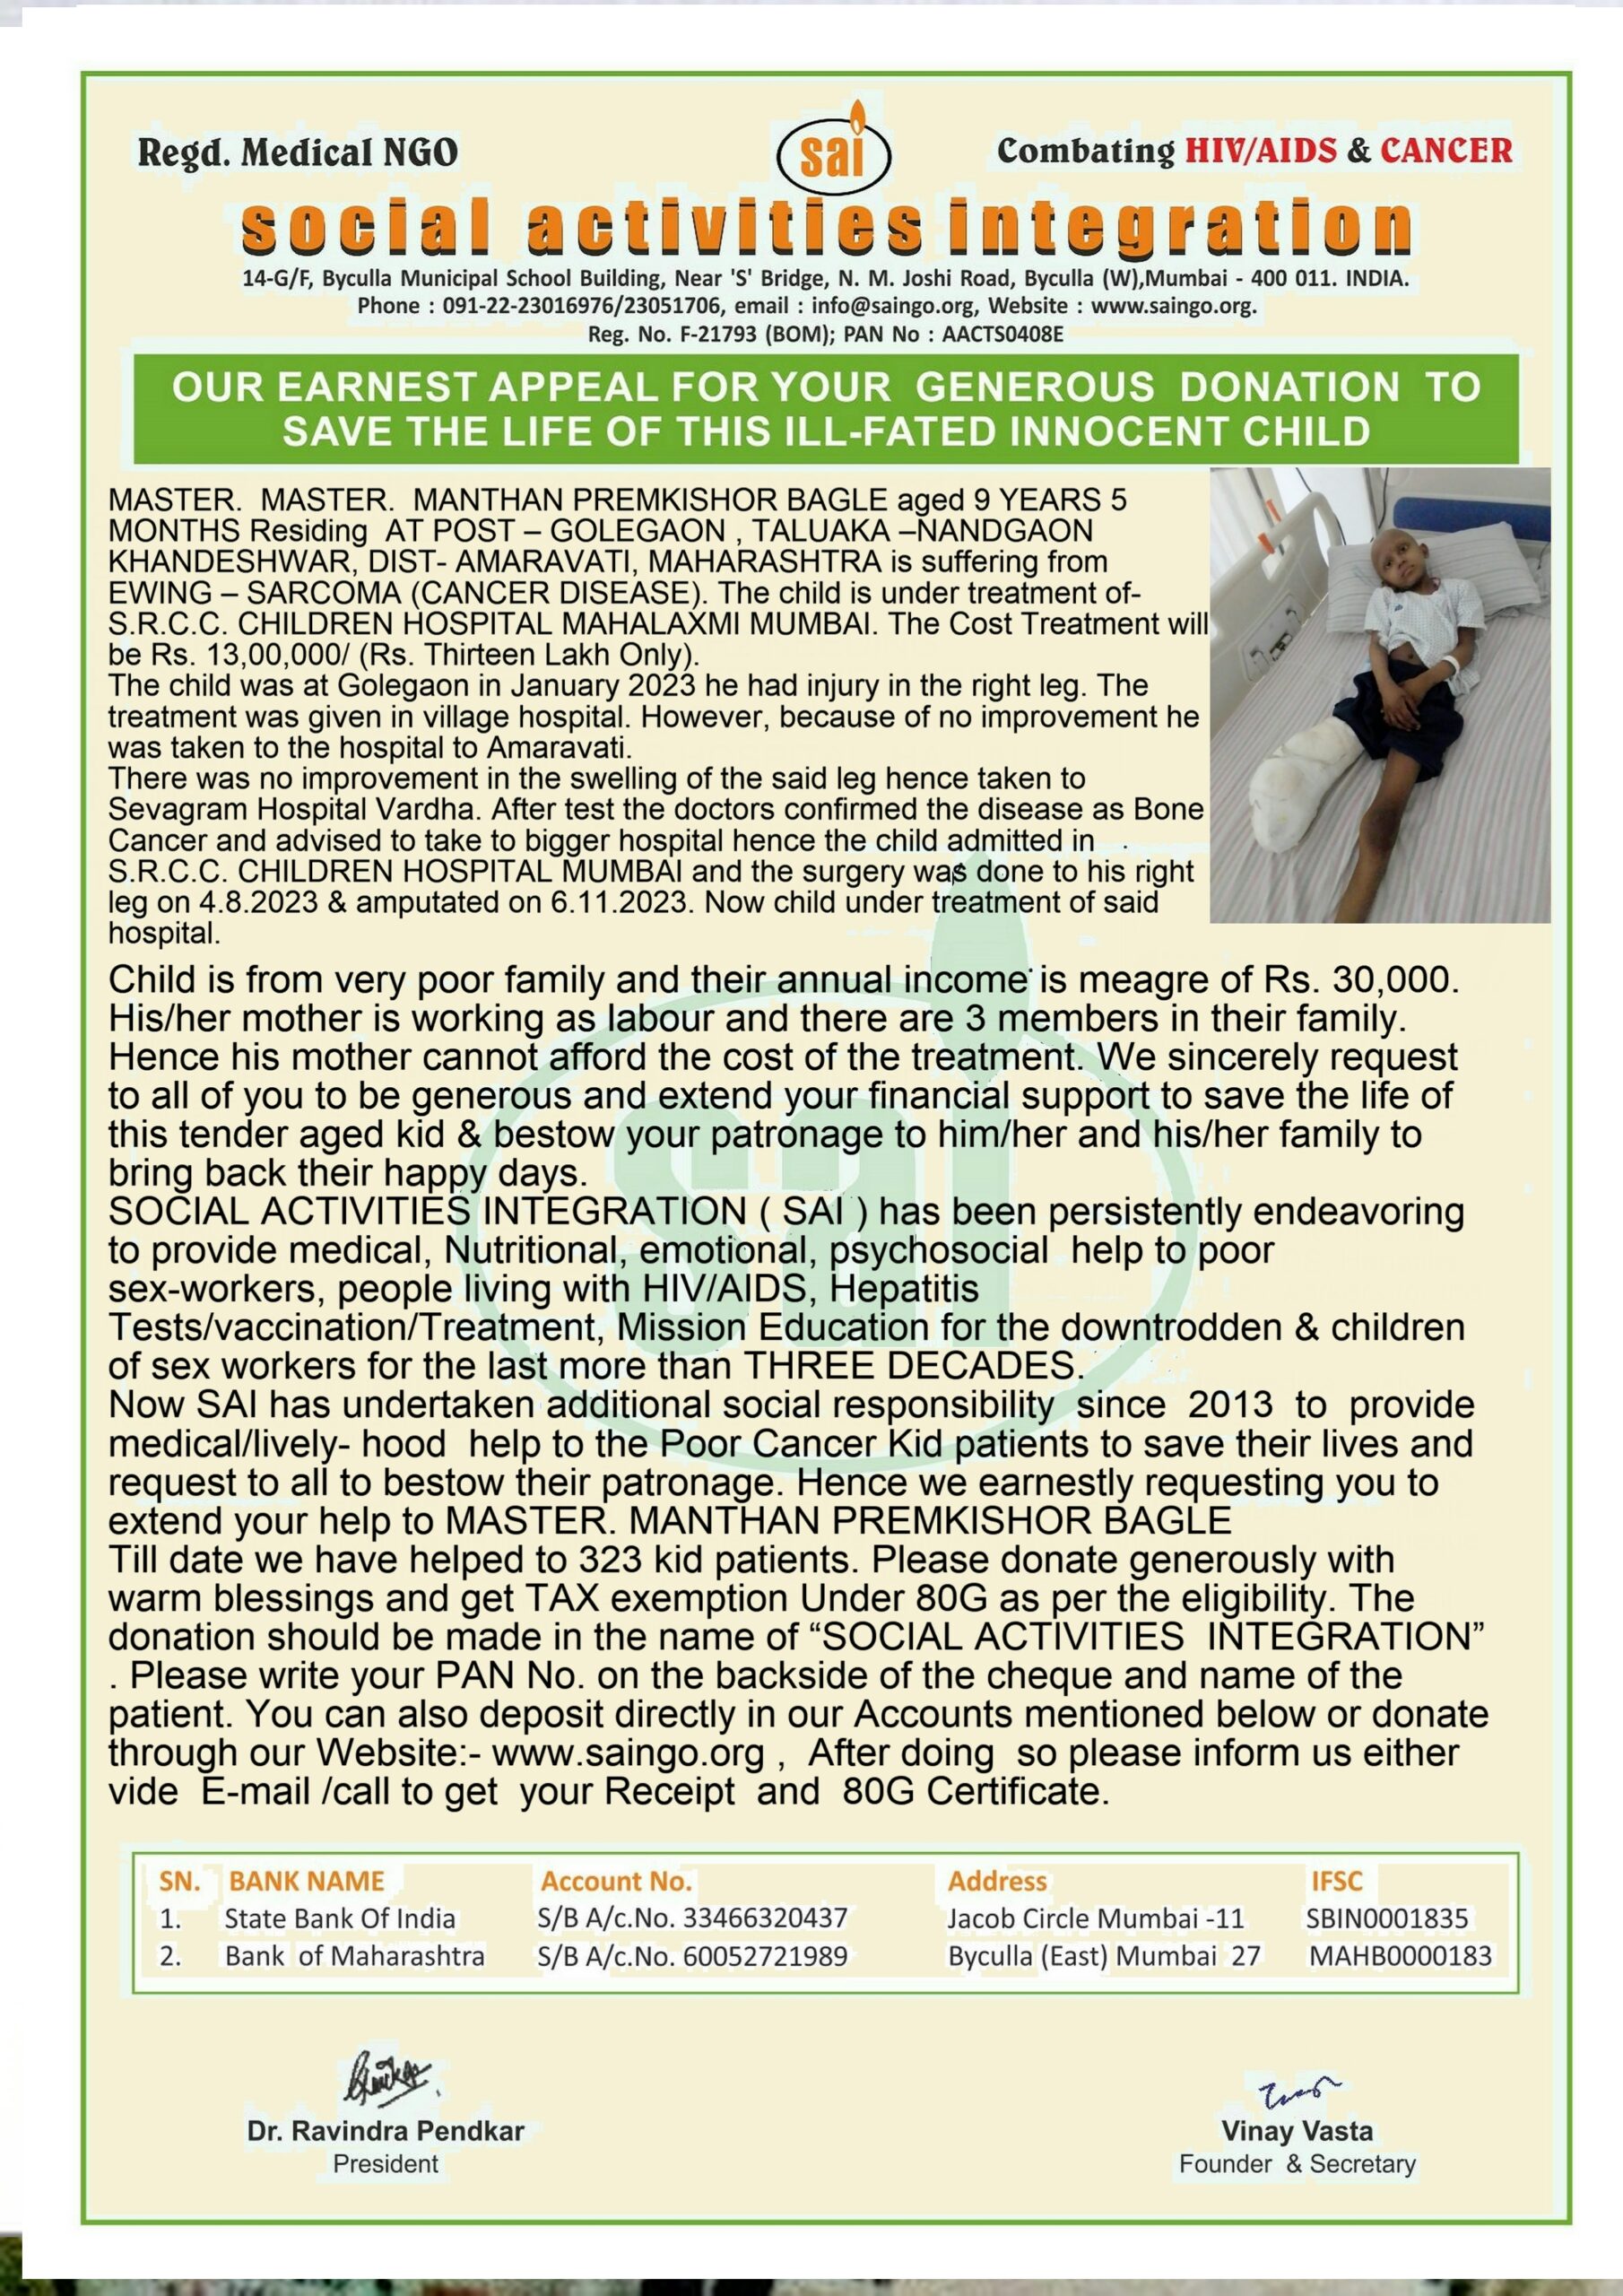 Regd. Medical NGO
sai
Combating HIV/AIDS & CANCER
social activities integration
14-G/F, Byculla Municipal School Building, Near 'S' Bridge, N. M. Joshi Road, Byculla (W),Mumbai - 400 011. INDIA.
Phone : 091-22-23016976/23051706, email : info@saingo.org, Website : www.saingo.org.
Reg. No. F-21793 (BOM); PAN No : AACTS0408E
OUR EARNEST APPEAL FOR YOUR GENEROUS DONATION TO
SAVE THE LIFE OF THIS ILL-FATED INNOCENT CHILD
MASTER. MASTER. MANTHAN PREMKISHOR BAGLE aged 9 YEARS 5
MONTHS Residing AT POST – GOLEGAON , TALUAKA –NANDGAON
KHANDESHWAR, DIST- AMARAVATI, MAHARASHTRA is suffering from
EWING – SARCOMA (CANCER DISEASE). The child is under treatment of-
S.R.C.C. CHILDREN HOSPITAL MAHALAXMI MUMBAI. The Cost Treatment will
be Rs. 13,00,000/ (Rs. Thirteen Lakh Only).
The child was at Golegaon in January 2023 he had injury in the right leg. The
treatment was given in village hospital. However, because of no improvement he
was taken to the hospital to Amaravati.
There was no improvement in the swelling of the said leg hence taken to
Sevagram Hospital Vardha. After test the doctors confirmed the disease as Bone
Cancer and advised to take to bigger hospital hence the child admitted in
S.R.C.C. CHILDREN HOSPITAL MUMBAI and the surgery was done to his right
leg on 4.8.2023 & amputated on 6.11.2023. Now child under treatment of said
hospital.
Child is from very poor family and their annual income is meagre of Rs. 30,000.
His/her mother is working as labour and there are 3 members in their family.
Hence his mother cannot afford the cost of the treatment. We sincerely request
to all of you to be generous and extend your financial support to save the life of
this tender aged kid & bestow your patronage to him/her and his/her family to
bring back their happy days.
SOCIAL ACTIVITIES INTEGRATION ( SAI ) has been persistently endeavoring
to provide medical, Nutritional, emotional, psychosocial help to poor
sex-workers, people living with HIV/AIDS, Hepatitis
Tests/vaccination/Treatment, Mission Education for the downtrodden & children
of sex workers for the last more than THREE DECADES.
Now SAI has undertaken additional social responsibility since 2013 to provide
medical/lively- hood help to the Poor Cancer Kid patients to save their lives and
request to all to bestow their patronage. Hence we earnestly requesting you to
extend your help to MASTER. MANTHAN PREMKISHOR BAGLE
Till date we have helped to 323 kid patients. Please donate generously with
warm blessings and get TAX exemption Under 80G as per the eligibility. The
donation should be made in the name of “SOCIAL ACTIVITIES INTEGRATION”
. Please write your PAN No. on the backside of the cheque and name of the
patient. You can also deposit directly in our Accounts mentioned below or donate
through our Website:- www.saingo.org , After doing so please inform us either
vide E-mail /call to get your Receipt and 80G Certificate.
SN. BANK NAME Account No. Address IFSC
1. State Bank Of India S/B A/c.No. 33466320437 Jacob Circle Mumbai -11 SBIN0001835
2. Bank of Maharashtra S/B A/c.No. 60052721989 Byculla (East) Mumbai 27 MAHB0000183
Dr. Ravindra Pendkar
President
Vinay Vasta
Founder & Secretary